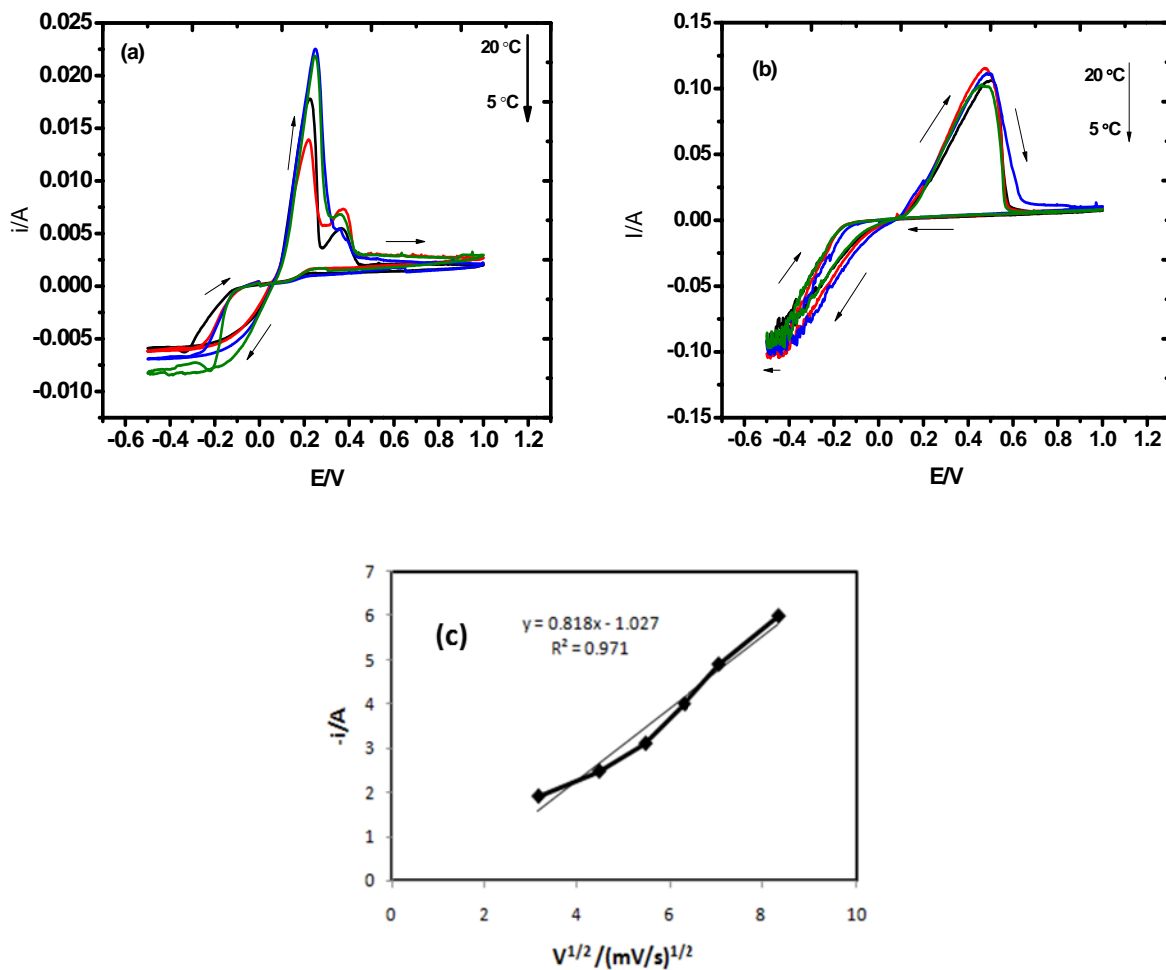 (a)
20 °C
5 °C
0.025
0.020
0.015
0.010
0.005
0.000
-0.005
-0.010
i/A
-0.6 -0.4 -0.2 0.0 0.2 0.4 0.6 0.8 1.0 1.2
E/V
(b)
20 ºC
5 ºC
0.15
0.10
0.05
0.00
-0.05
-0.10
-0.15
I/A
-0.6 -0.4 -0.2 0.0 0.2 0.4 0.6 0.8 1.0 1.2
E/V
(c)
y = 0.818x - 1.027
R² = 0.971
7
6
5
4
3
2
1
0
-i/A
0 2 4 6 8 10
V^1/2 /(mV/s)^1/2